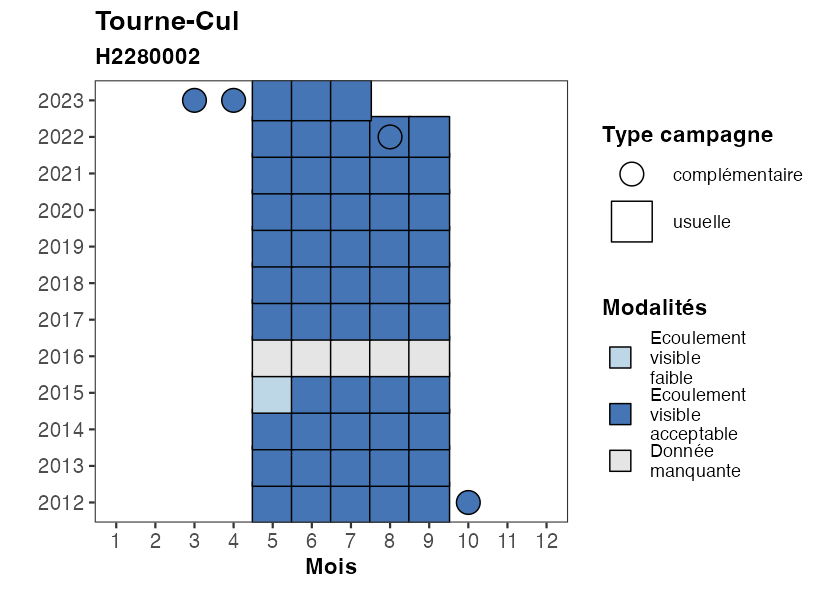 Tourne-Cul
H2280002
2023
2022
2021
2020
2019
2018
2017
2016
2015
2014
2013
2012
1 2 3 4 5 6 7 8 9 10 11 12
Mois
Type campagne
complémentaire
usuelle
Modalités
Ecoulement
visible
faible
Ecoulement
visible
acceptable
Donnée
manquante